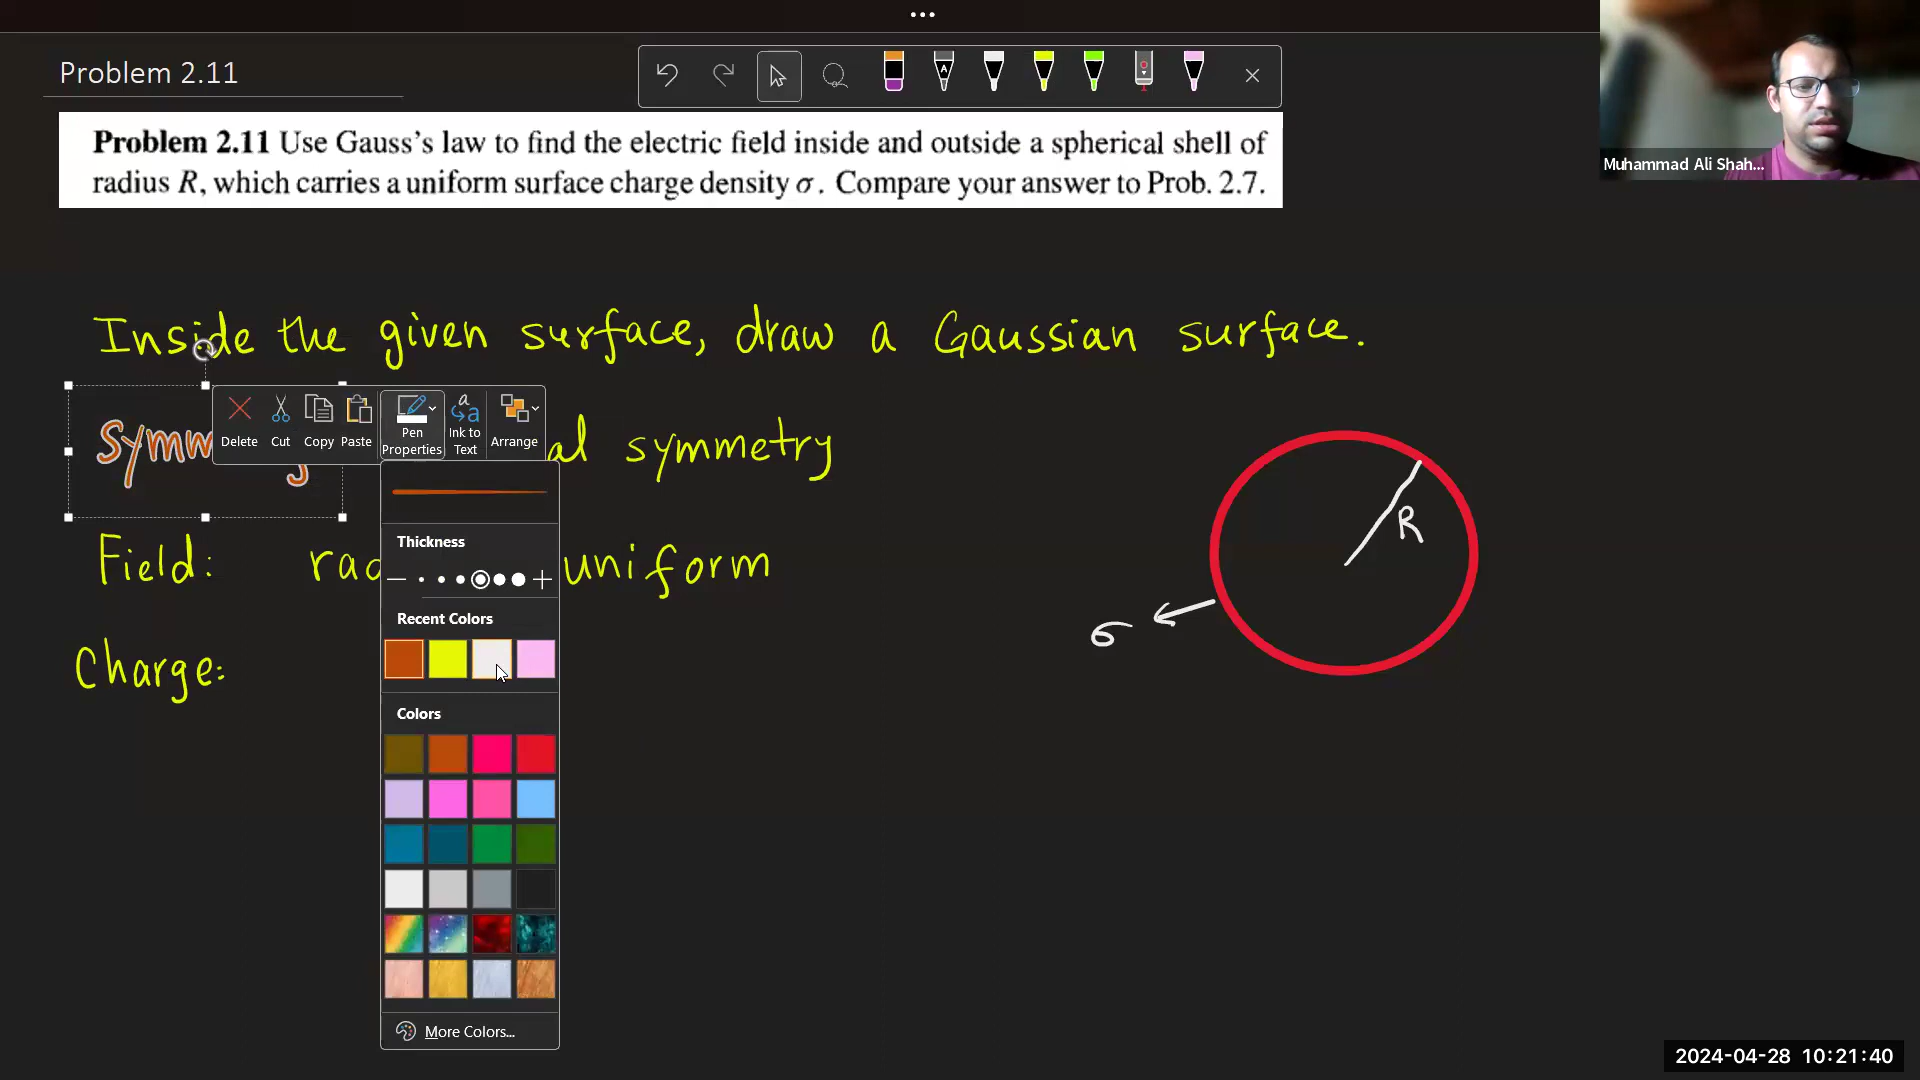 Problem 2.11
A
Muhammad Ali Shah...
Problem 2.11 Use Gauss's law to find the electric field inside and outside a spherical shell of
radius R, which carries a uniform surface charge density σ. Compare your answer to Prob. 2.7.
Inside the given surface, draw a Gaussian surface.
Delete Cut Copy Paste Pen Properties Ink to Text Arrange
al symmetry
Thickness
Field: uniform
R
Recent Colors
σ
Charge:
Colors
More Colors...
2024-04-28 10:21:40